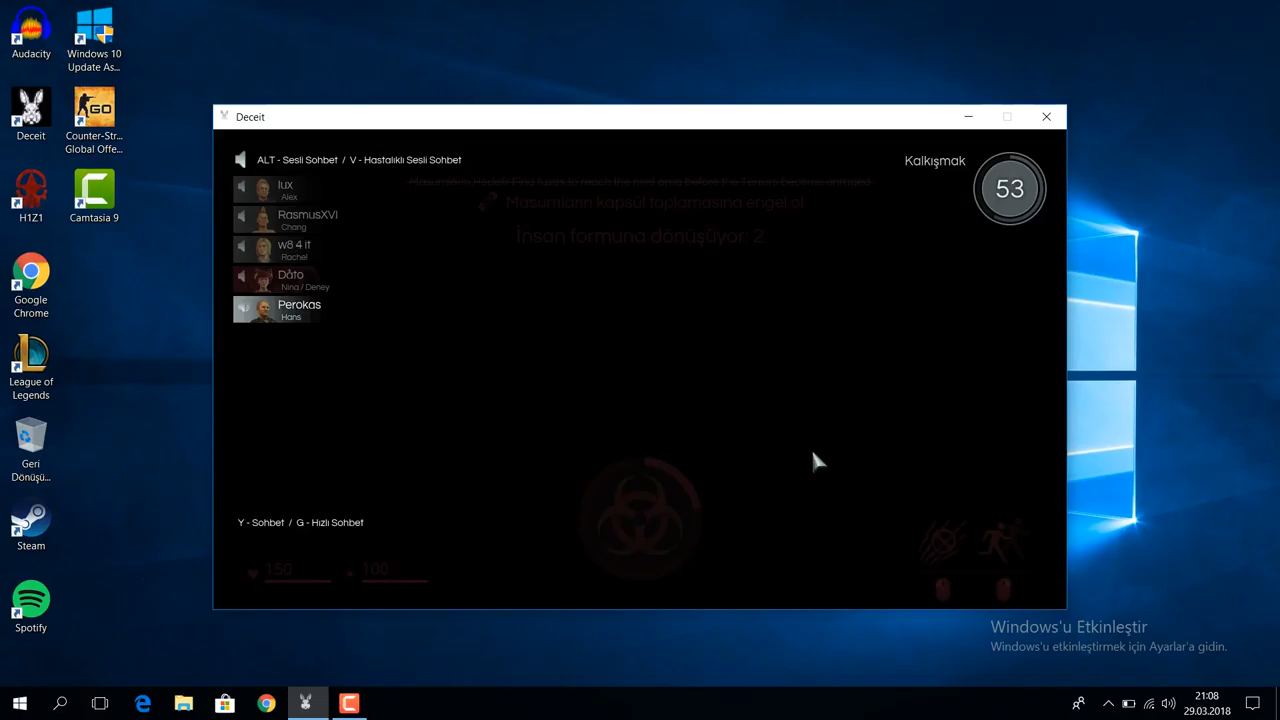 Audacity
Windows 10
Update As...
Deceit
Counter-Str...
Global Offe...
H1Z1
Camtasia 9
Google
Chrome
League of
Legends
Geri
Dönüşü...
Steam
Spotify
Deceit
ALT - Sesli Sohbet / V - Hastalıklı Sesli Sohbet
lux
Alex
RasmusXVI
Chang
w8 4 it
Rachel
Dåto
Nina / Deney
Perokas
Hans
Kalkışmak
53
Masumların kapsül toplamasına engel ol
İnsan formuna dönüşüyor: 2
Y - Sohbet / G - Hızlı Sohbet
150
100
Windows'u Etkinleştir
Windows'u etkinleştirmek için Ayarlar'a gidin.
21:08
29.03.2018